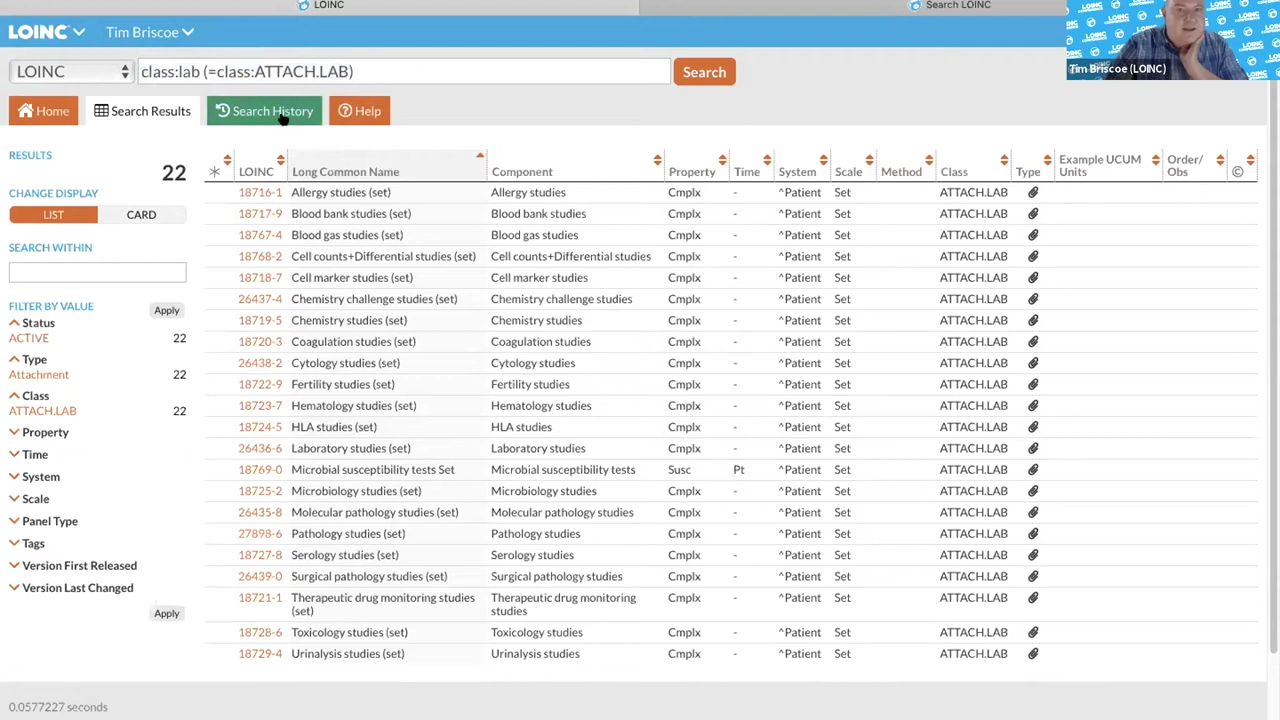 LOINC
Search LOINC
LOINC Tim Briscoe
Tim Briscoe (LOINC)
LOINC class:lab (=class:ATTACH.LAB) Search
Home Search Results Search History Help
RESULTS
22
CHANGE DISPLAY
LIST CARD
SEARCH WITHIN
FILTER BY VALUE Apply
Status
ACTIVE 22
Type
Attachment 22
Class
ATTACH.LAB 22
Property
Time
System
Scale
Panel Type
Tags
Version First Released
Version Last Changed
Apply
* LOINC Long Common Name Component Property Time System Scale Method Class Type Example UCUM Units Order/Obs ©
18716-1 Allergy studies (set) Allergy studies Cmplx - ^Patient Set ATTACH.LAB
18717-9 Blood bank studies (set) Blood bank studies Cmplx - ^Patient Set ATTACH.LAB
18767-4 Blood gas studies (set) Blood gas studies Cmplx - ^Patient Set ATTACH.LAB
18768-2 Cell counts+Differential studies (set) Cell counts+Differential studies Cmplx - ^Patient Set ATTACH.LAB
18718-7 Cell marker studies (set) Cell marker studies Cmplx - ^Patient Set ATTACH.LAB
26437-4 Chemistry challenge studies (set) Chemistry challenge studies Cmplx - ^Patient Set ATTACH.LAB
18719-5 Chemistry studies (set) Chemistry studies Cmplx - ^Patient Set ATTACH.LAB
18720-3 Coagulation studies (set) Coagulation studies Cmplx - ^Patient Set ATTACH.LAB
26438-2 Cytology studies (set) Cytology studies Cmplx - ^Patient Set ATTACH.LAB
18722-9 Fertility studies (set) Fertility studies Cmplx - ^Patient Set ATTACH.LAB
18723-7 Hematology studies (set) Hematology studies Cmplx - ^Patient Set ATTACH.LAB
18724-5 HLA studies (set) HLA studies Cmplx - ^Patient Set ATTACH.LAB
26436-6 Laboratory studies (set) Laboratory studies Cmplx - ^Patient Set ATTACH.LAB
18769-0 Microbial susceptibility tests Set Microbial susceptibility tests Susc Pt ^Patient Set ATTACH.LAB
18725-2 Microbiology studies (set) Microbiology studies Cmplx - ^Patient Set ATTACH.LAB
26435-8 Molecular pathology studies (set) Molecular pathology studies Cmplx - ^Patient Set ATTACH.LAB
27898-6 Pathology studies (set) Pathology studies Cmplx - ^Patient Set ATTACH.LAB
18727-8 Serology studies (set) Serology studies Cmplx - ^Patient Set ATTACH.LAB
26439-0 Surgical pathology studies (set) Surgical pathology studies Cmplx - ^Patient Set ATTACH.LAB
18721-1 Therapeutic drug monitoring studies (set) Therapeutic drug monitoring studies Cmplx - ^Patient Set ATTACH.LAB
18728-6 Toxicology studies (set) Toxicology studies Cmplx - ^Patient Set ATTACH.LAB
18729-4 Urinalysis studies (set) Urinalysis studies Cmplx - ^Patient Set ATTACH.LAB
0.0577227 seconds